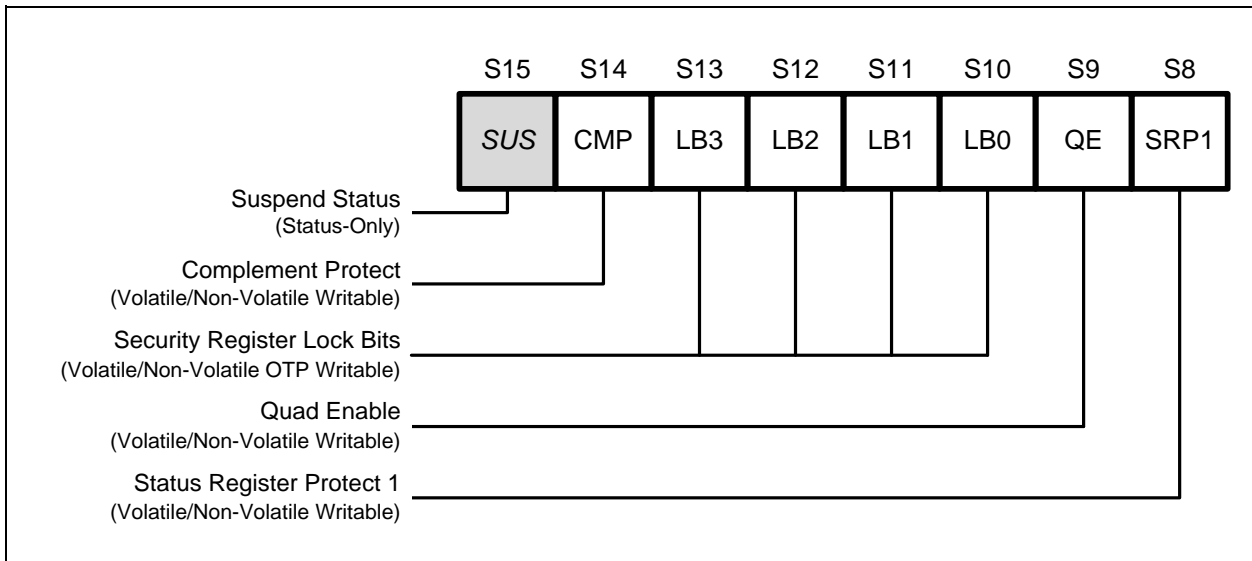 S15 S14 S13 S12 S11 S10 S9 S8
SUS CMP LB3 LB2 LB1 LB0 QE SRP1
Suspend Status
(Status-Only)
Complement Protect
(Volatile/Non-Volatile Writable)
Security Register Lock Bits
(Volatile/Non-Volatile OTP Writable)
Quad Enable
(Volatile/Non-Volatile Writable)
Status Register Protect 1
(Volatile/Non-Volatile Writable)